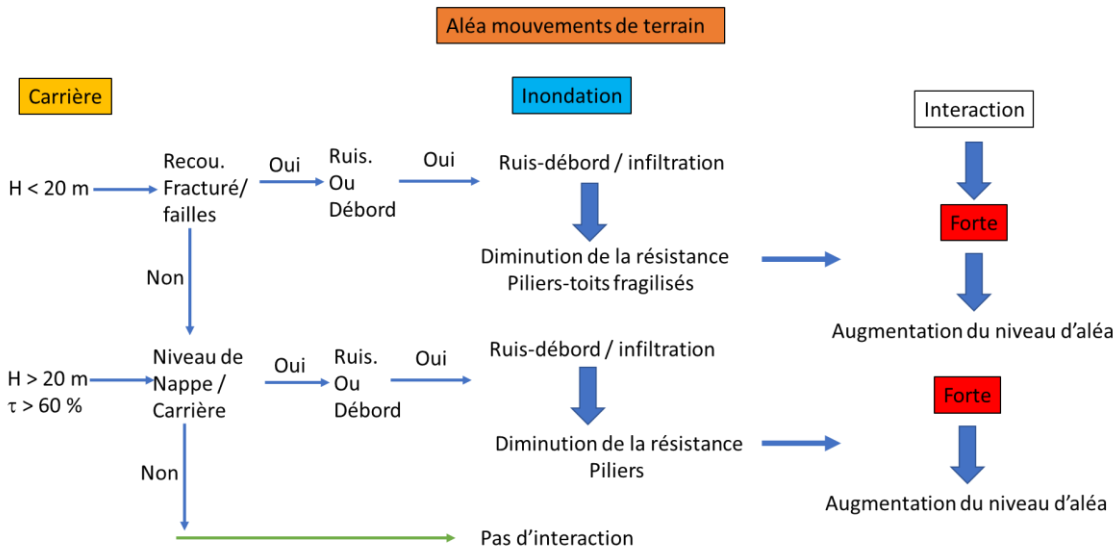 Aléa mouvements de terrain
Carrière
Inondation
Interaction
H < 20 m
Recou.
Fracturé/
failles
Oui
Ruis.
Ou
Débord
Oui
Ruis-débord / infiltration
Forte
Non
Diminution de la résistance
Piliers-toits fragilisés
Augmentation du niveau d'aléa
H > 20 m
τ > 60 %
Niveau de
Nappe /
Carrière
Oui
Ruis.
Ou
Débord
Oui
Ruis-débord / infiltration
Forte
Non
Diminution de la résistance
Piliers
Augmentation du niveau d'aléa
Pas d'interaction